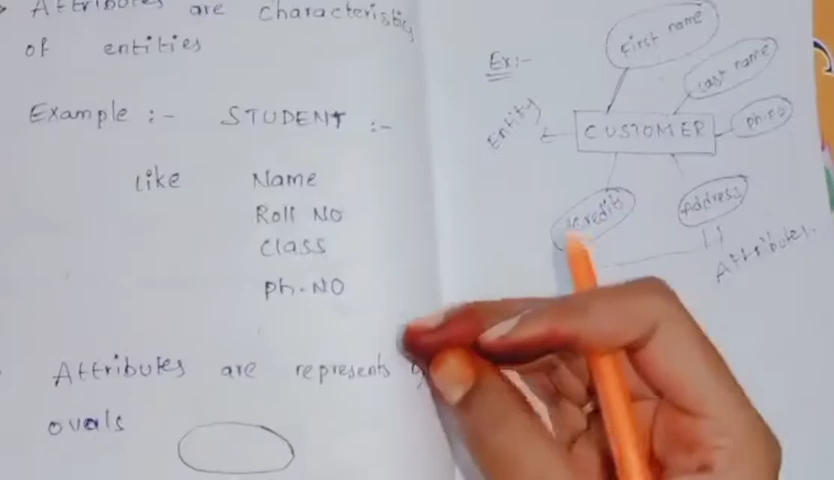 Attributes are characteristics
of entities
Example :- STUDENT :-
Like Name
Roll No
class
ph.NO
Attributes are represents
ovals
Ex:-
First name
Last name
Entity
CUSTOMER
ph.no
Address
Attributes.